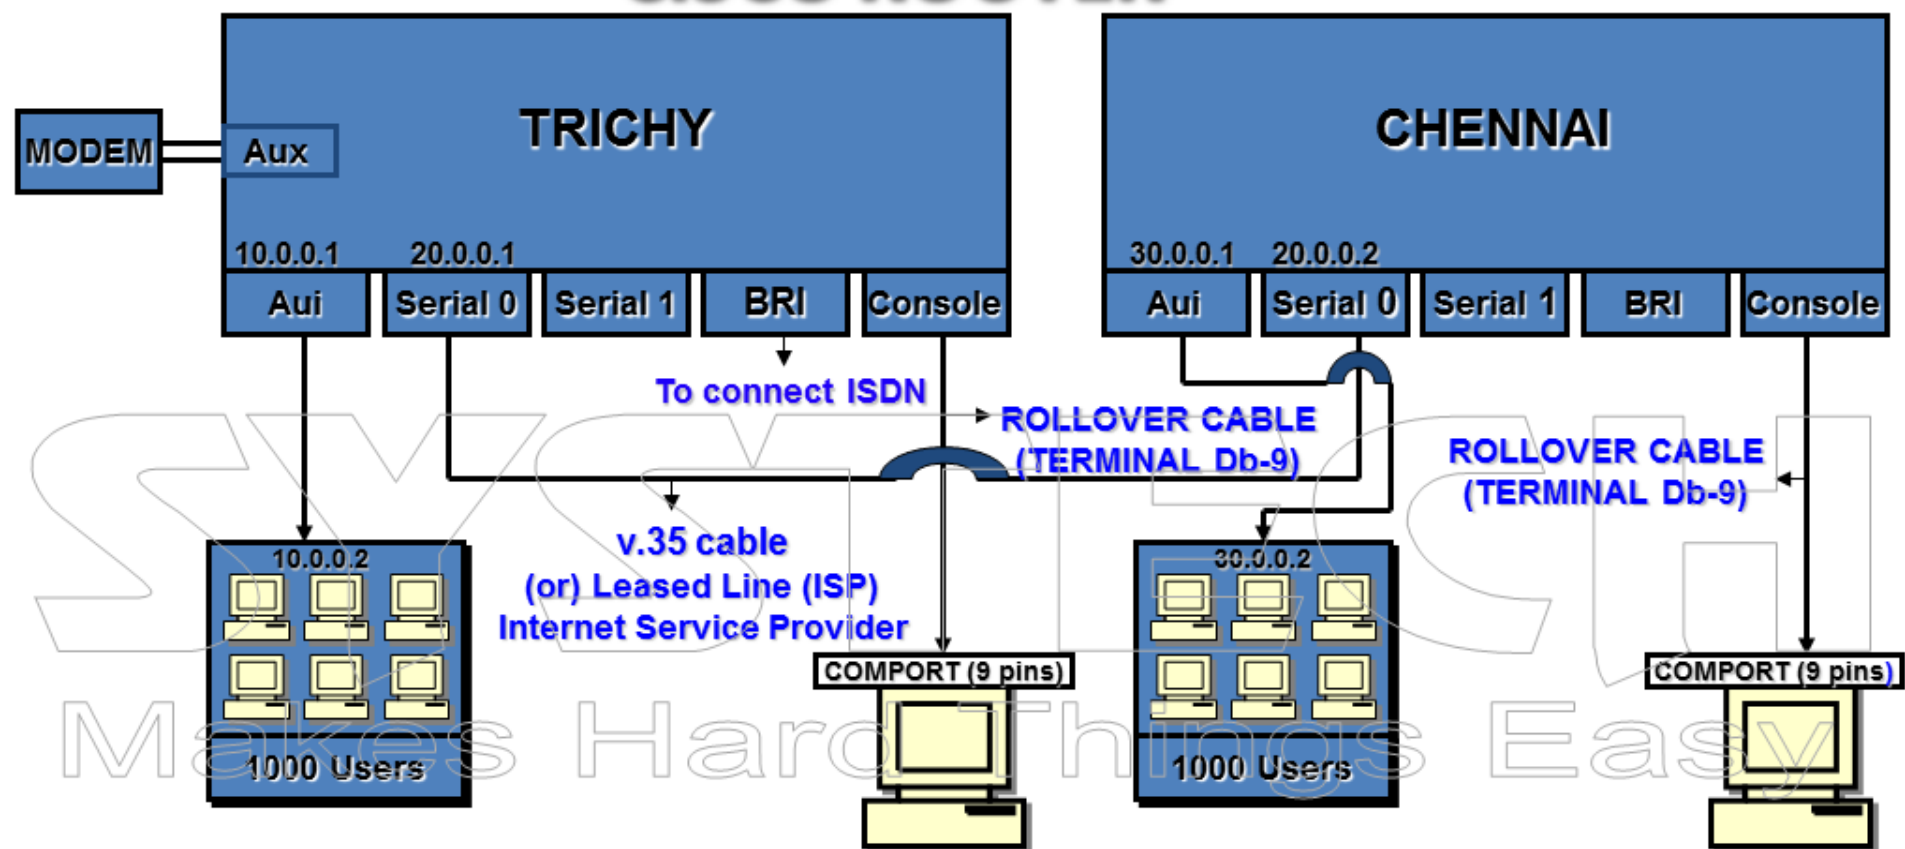 CISCO ROUTER
TRICHY
CHENNAI
MODEM
Aux
10.0.0.1
20.0.0.1
30.0.0.1
20.0.0.2
Aui
Serial 0
Serial 1
BRI
Console
Aui
Serial 0
Serial 1
BRI
Console
To connect ISDN
ROLLOVER CABLE
(TERMINAL Db-9)
ROLLOVER CABLE
(TERMINAL Db-9)
v.35 cable
(or) Leased Line (ISP)
Internet Service Provider
10.0.0.2
30.0.0.2
COMPORT (9 pins)
COMPORT (9 pins)
1000 Users
1000 Users
SYSTECH
Makes Hard Things Easy